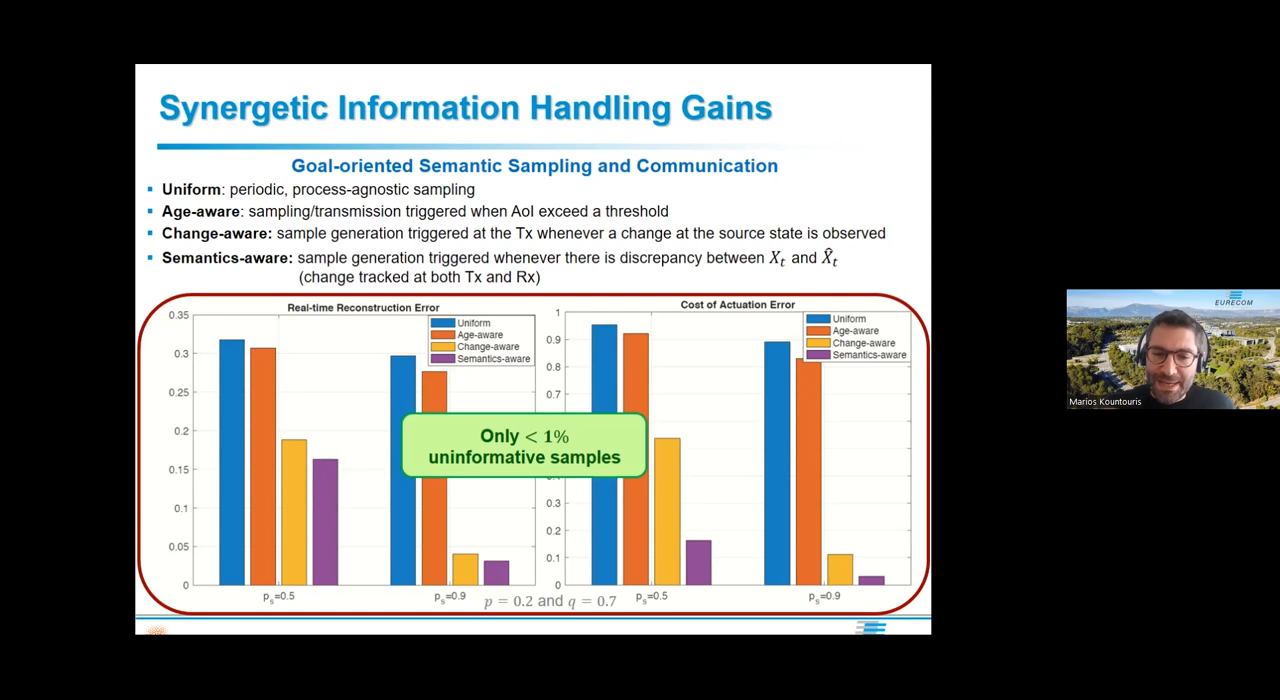 Synergetic Information Handling Gains
Goal-oriented Semantic Sampling and Communication
▪ Uniform: periodic, process-agnostic sampling
▪ Age-aware: sampling/transmission triggered when AoI exceed a threshold
▪ Change-aware: sample generation triggered at the Tx whenever a change at the source state is observed
▪ Semantics-aware: sample generation triggered whenever there is discrepancy between Xₜ and X̂ₜ
(change tracked at both Tx and Rx)
Real-time Reconstruction Error
0.35
0.3
0.25
0.2
0.15
0.1
0.05
0
Uniform
Age-aware
Change-aware
Semantics-aware
pₛ=0.5
pₛ=0.9
Cost of Actuation Error
1
0.9
0.8
0.7
0.3
0.2
0.1
0
Uniform
Age-aware
Change-aware
Semantics-aware
pₛ=0.5
pₛ=0.9
Only < 1%
uninformative samples
p = 0.2 and q = 0.7
EURECOM
Marios Kountouris